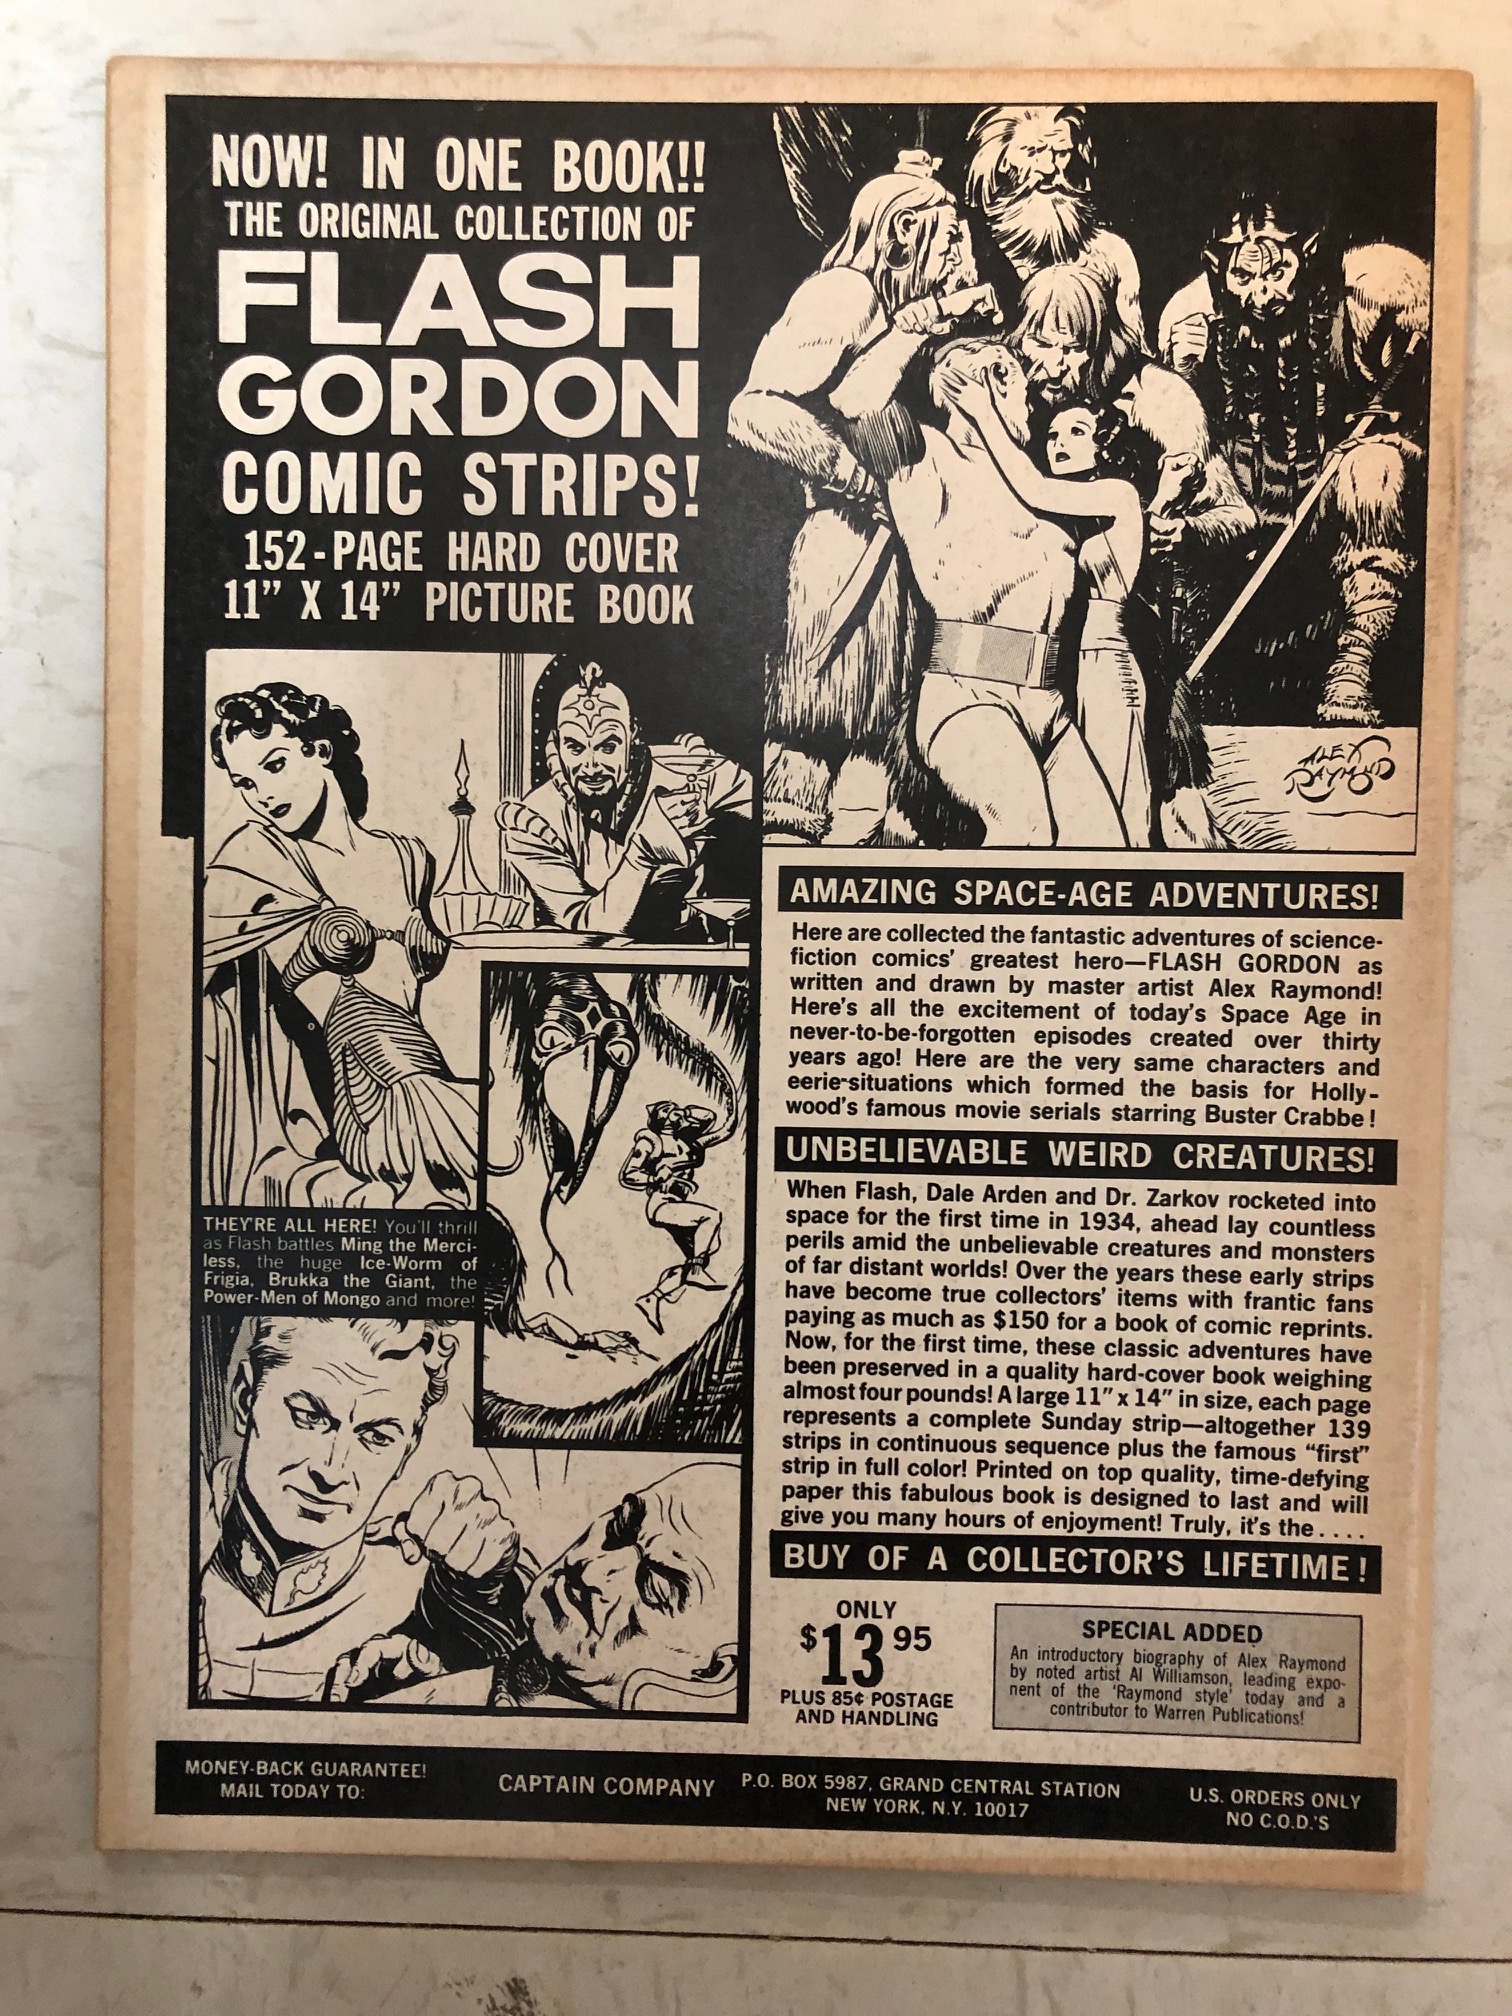 NOW! IN ONE BOOK!!
THE ORIGINAL COLLECTION OF
FLASH
GORDON
COMIC STRIPS!
152-PAGE HARD COVER
11” X 14” PICTURE BOOK
ALEX
RAYMOND
THEY'RE ALL HERE! You'll thrill
as Flash battles Ming the Merci-
less, the huge Ice-Worm of
Frigia, Brukka the Giant, the
Power-Men of Mongo and more!
AMAZING SPACE-AGE ADVENTURES!
Here are collected the fantastic adventures of science-
fiction comics' greatest hero—FLASH GORDON as
written and drawn by master artist Alex Raymond!
Here's all the excitement of today's Space Age in
never-to-be-forgotten episodes created over thirty
years ago! Here are the very same characters and
eerie-situations which formed the basis for Holly-
wood's famous movie serials starring Buster Crabbe!
UNBELIEVABLE WEIRD CREATURES!
When Flash, Dale Arden and Dr. Zarkov rocketed into
space for the first time in 1934, ahead lay countless
perils amid the unbelievable creatures and monsters
of far distant worlds! Over the years these early strips
have become true collectors' items with frantic fans
paying as much as $150 for a book of comic reprints.
Now, for the first time, these classic adventures have
been preserved in a quality hard-cover book weighing
almost four pounds! A large 11" x 14" in size, each page
represents a complete Sunday strip—altogether 139
strips in continuous sequence plus the famous “first”
strip in full color! Printed on top quality, time-defying
paper this fabulous book is designed to last and will
give you many hours of enjoyment! Truly, it's the ....
BUY OF A COLLECTOR'S LIFETIME!
ONLY
$13 95
PLUS 85¢ POSTAGE
AND HANDLING
SPECIAL ADDED
An introductory biography of Alex Raymond
by noted artist Al Williamson, leading expo-
nent of the 'Raymond style' today and a
contributor to Warren Publications!
MONEY-BACK GUARANTEE!
MAIL TODAY TO:
CAPTAIN COMPANY
P.O. BOX 5987, GRAND CENTRAL STATION
NEW YORK, N.Y. 10017
U.S. ORDERS ONLY
NO C.O.D.'S